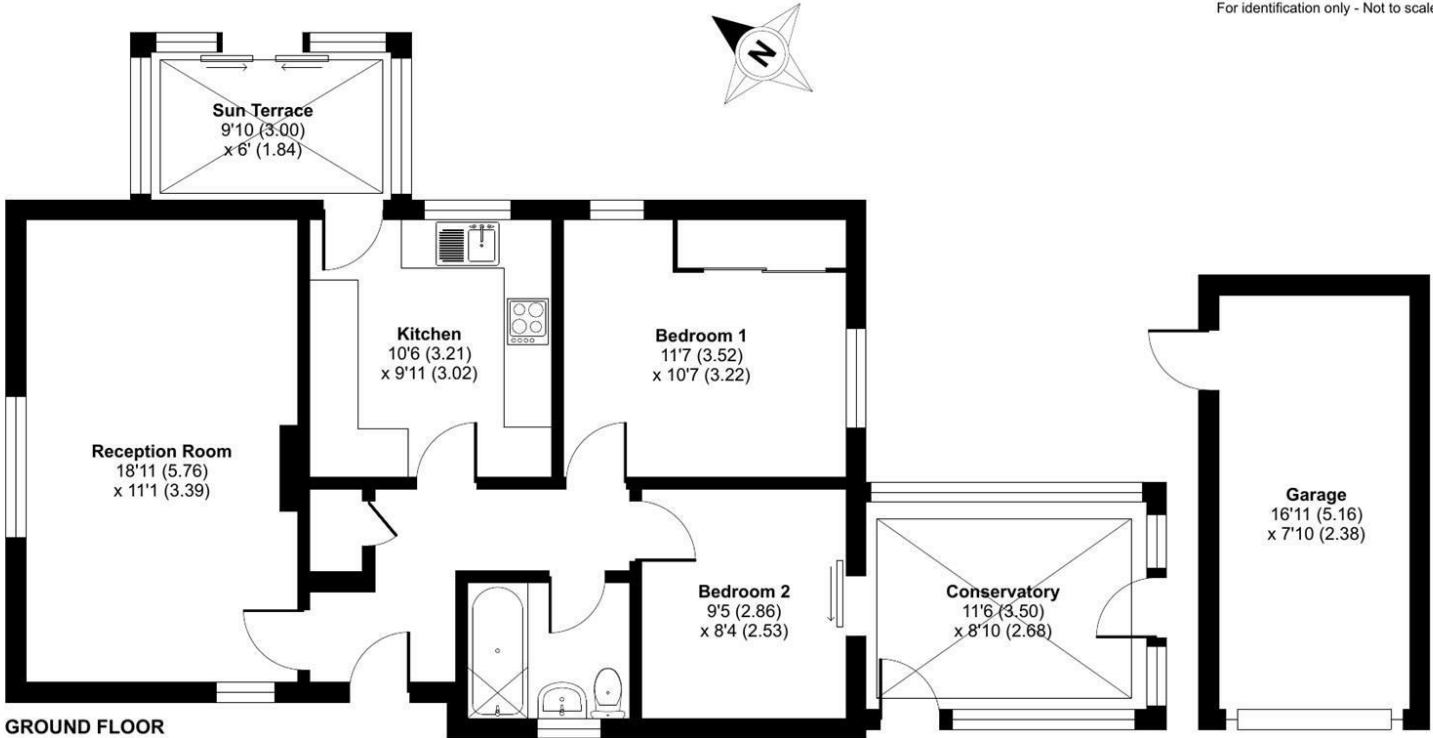 For identification only - Not to scale
N
Sun Terrace
9'10 (3.00)
x 6' (1.84)
Kitchen
10'6 (3.21)
x 9'11 (3.02)
Bedroom 1
11'7 (3.52)
x 10'7 (3.22)
Reception Room
18'11 (5.76)
x 11'1 (3.39)
Garage
16'11 (5.16)
x 7'10 (2.38)
Bedroom 2
9'5 (2.86)
x 8'4 (2.53)
Conservatory
11'6 (3.50)
x 8'10 (2.68)
GROUND FLOOR